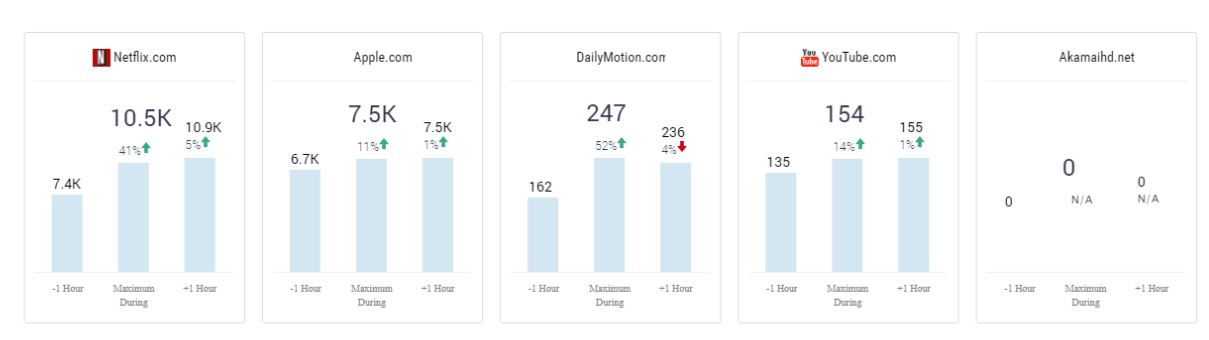 Netflix.com
10.5K
10.9K
41%
5%
7.4K
-1 Hour
Maximum
During
+1 Hour
Apple.com
7.5K
7.5K
11%
1%
6.7K
-1 Hour
Maximum
During
+1 Hour
DailyMotion.com
247
236
52%
4%
162
-1 Hour
Maximum
During
+1 Hour
You
Tube
YouTube.com
154
155
14%
1%
135
-1 Hour
Maximum
During
+1 Hour
Akamaihd.net
0
0
N/A
N/A
0
-1 Hour
Maximum
During
+1 Hour